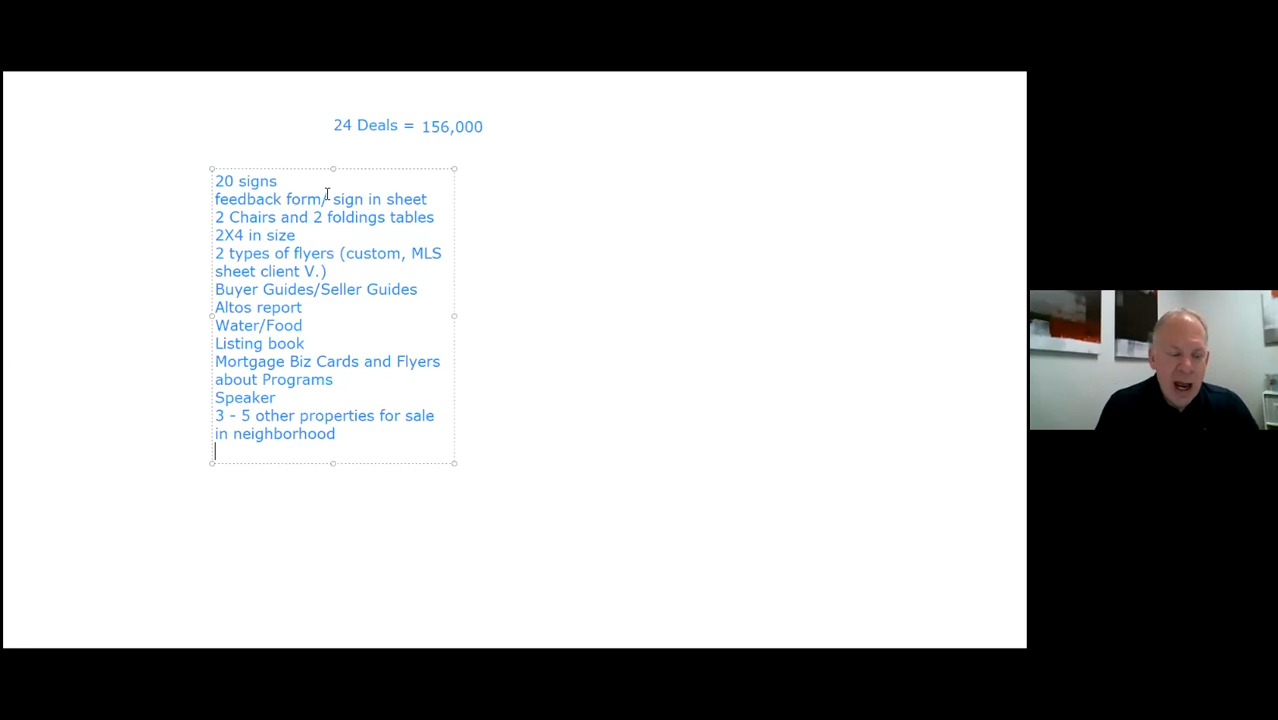 24 Deals = 156,000
20 signs
feedback form/ sign in sheet
2 Chairs and 2 foldings tables
2X4 in size
2 types of flyers (custom, MLS
sheet client V.)
Buyer Guides/Seller Guides
Altos report
Water/Food
Listing book
Mortgage Biz Cards and Flyers
about Programs
Speaker
3 - 5 other properties for sale
in neighborhood